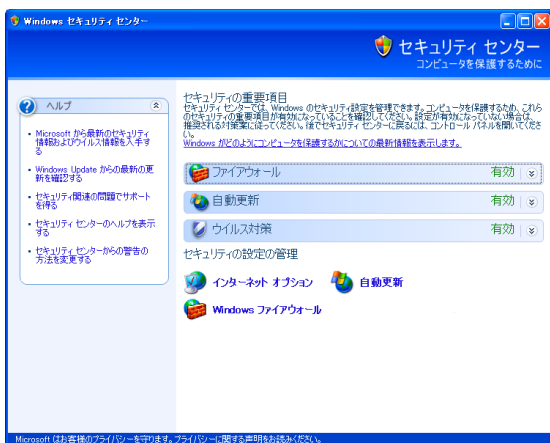 Windows セキュリティ センター
セキュリティ センター
コンピュータを保護するために
ヘルプ
Microsoft から最新のセキュリティ
情報およびウイルス情報を入手す
る
Windows Update からの最新の更
新を確認する
セキュリティ関連の問題でサポート
を得る
セキュリティ センターのヘルプを表示
する
セキュリティ センターからの警告の
方法を変更する
セキュリティの重要項目
セキュリティ センターでは、Windows のセキュリティ設定を管理できます。コンピュータを保護するため、これら
のセキュリティの重要項目が有効になっていることを確認してください。設定が有効になっていない場合は、
推奨される対策案に従ってください。後でセキュリティ センターに戻るには、コントロール パネルを開いてくださ
い。
Windows がどのようにコンピュータを保護するかについての最新情報を表示します。
ファイアウォール 有効
自動更新 有効
ウイルス対策 有効
セキュリティの設定の管理
インターネット オプション 自動更新
Windows ファイアウォール
Microsoft はお客様のプライバシーを守ります。プライバシーに関する声明をお読みください。